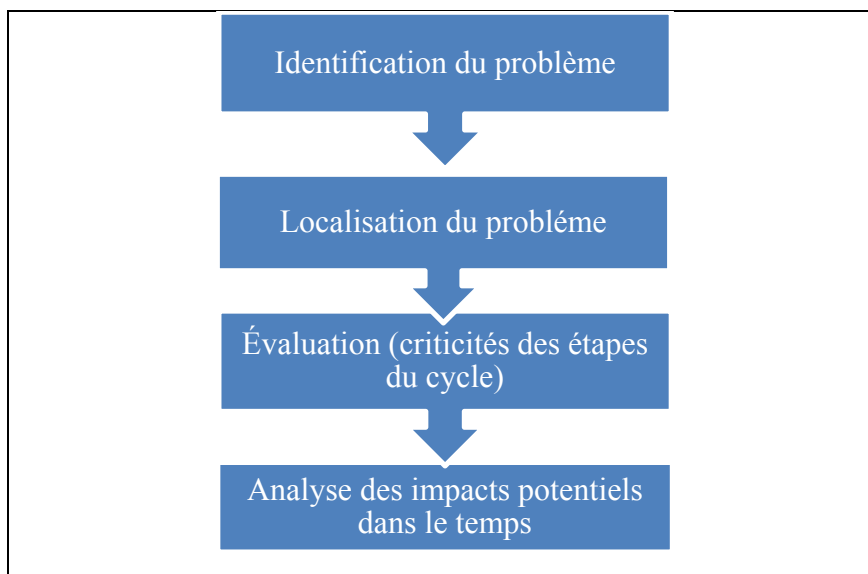 Identification du problème
Localisation du probléme
Évaluation (criticités des étapes
du cycle)
Analyse des impacts potentiels
dans le temps